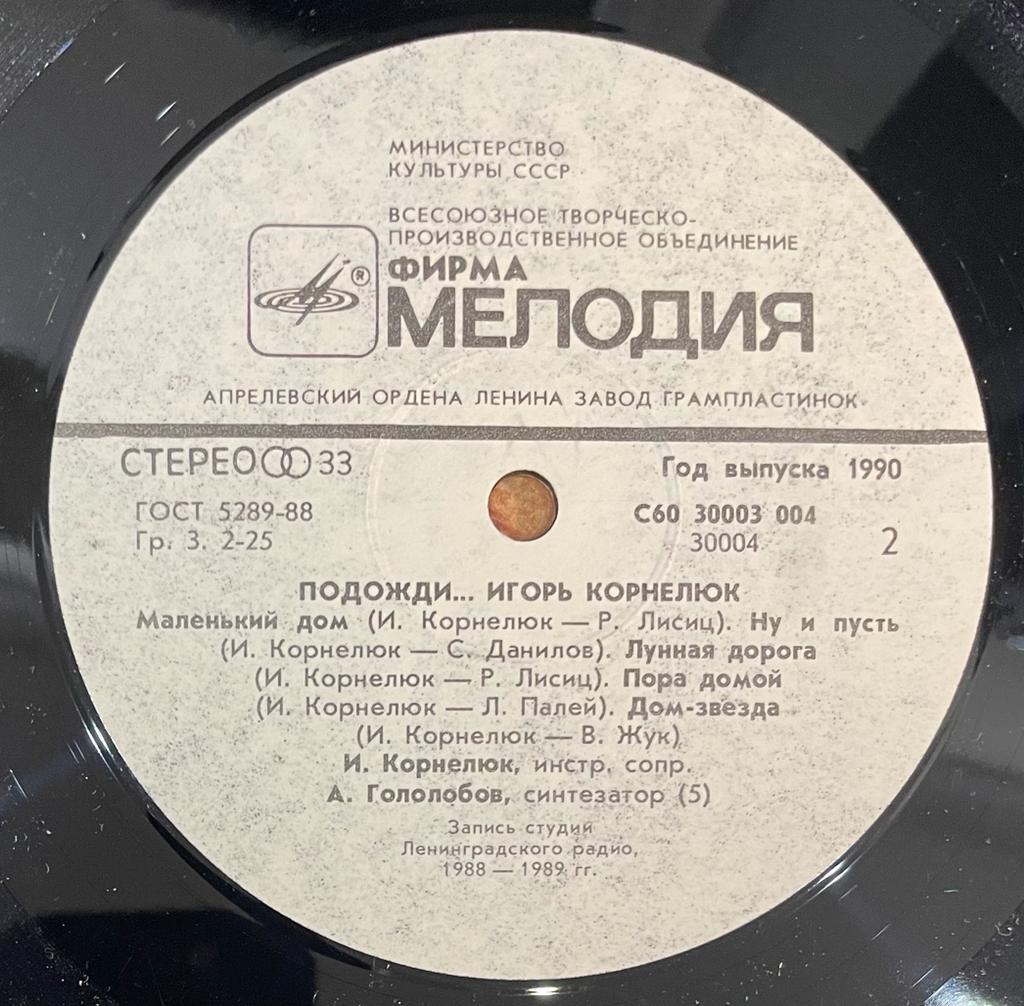 МИНИСТЕРСТВО
КУЛЬТУРЫ СССР
ВСЕСОЮЗНОЕ ТВОРЧЕСКО-
ПРОИЗВОДСТВЕННОЕ ОБЪЕДИНЕНИЕ
®
ФИРМА
МЕЛОДИЯ
АПРЕЛЕВСКИЙ ОРДЕНА ЛЕНИНА ЗАВОД ГРАМПЛАСТИНОК
СТЕРЕО 33
Год выпуска 1990
ГОСТ 5289-88
С60 30003 004
Гр. 3. 2-25
30004
2
ПОДОЖДИ... ИГОРЬ КОРНЕЛЮК
Маленький дом (И. Корнелюк — Р. Лисиц). Ну и пусть
(И. Корнелюк — С. Данилов). Лунная дорога
(И. Корнелюк — Р. Лисиц). Пора домой
(И. Корнелюк — Л. Палей). Дом-звезда
(И. Корнелюк — В. Жук)
И. Корнелюк, инстр. сопр.
А. Гололобов, синтезатор (5)
Запись студии
Ленинградского радио,
1988 — 1989 гг.